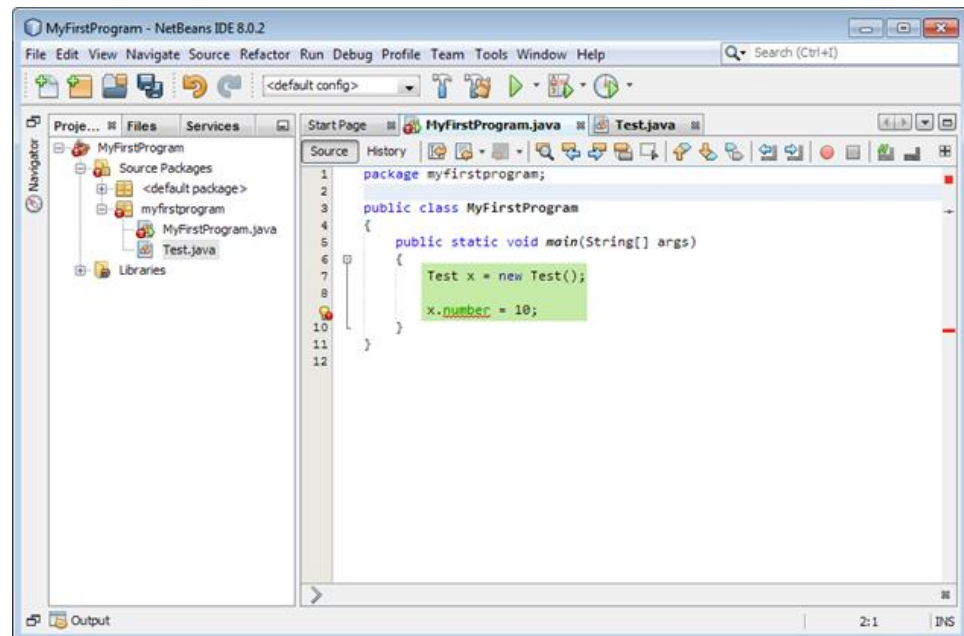 MyFirstProgram - NetBeans IDE 8.0.2
File Edit View Navigate Source Refactor Run Debug Profile Team Tools Window Help
Search (Ctrl+I)
<default config>
Navigator
Proje... Files Services
MyFirstProgram
Source Packages
<default package>
myfirstprogram
MyFirstProgram.java
Test.java
Libraries
Start Page MyFirstProgram.java Test.java
Source History
1 package myfirstprogram;
2
3 public class MyFirstProgram
4 {
5 public static void main(String[] args)
6 {
7 Test x = new Test();
8
x.number = 10;
10 }
11 }
12
Output
2:1 INS